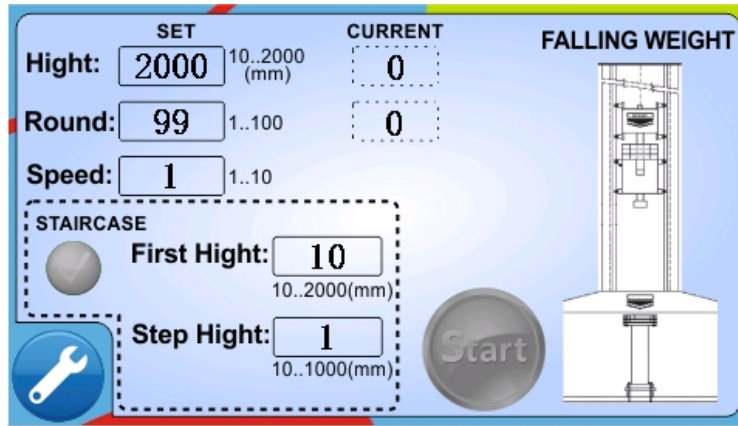 SET CURRENT FALLING WEIGHT
Hight: 2000 10..2000 (mm) 0
Round: 99 1..100 0
Speed: 1 1..10
STAIRCASE
First Hight: 10
10..2000(mm)
Step Hight: 1
10..1000(mm)
Start